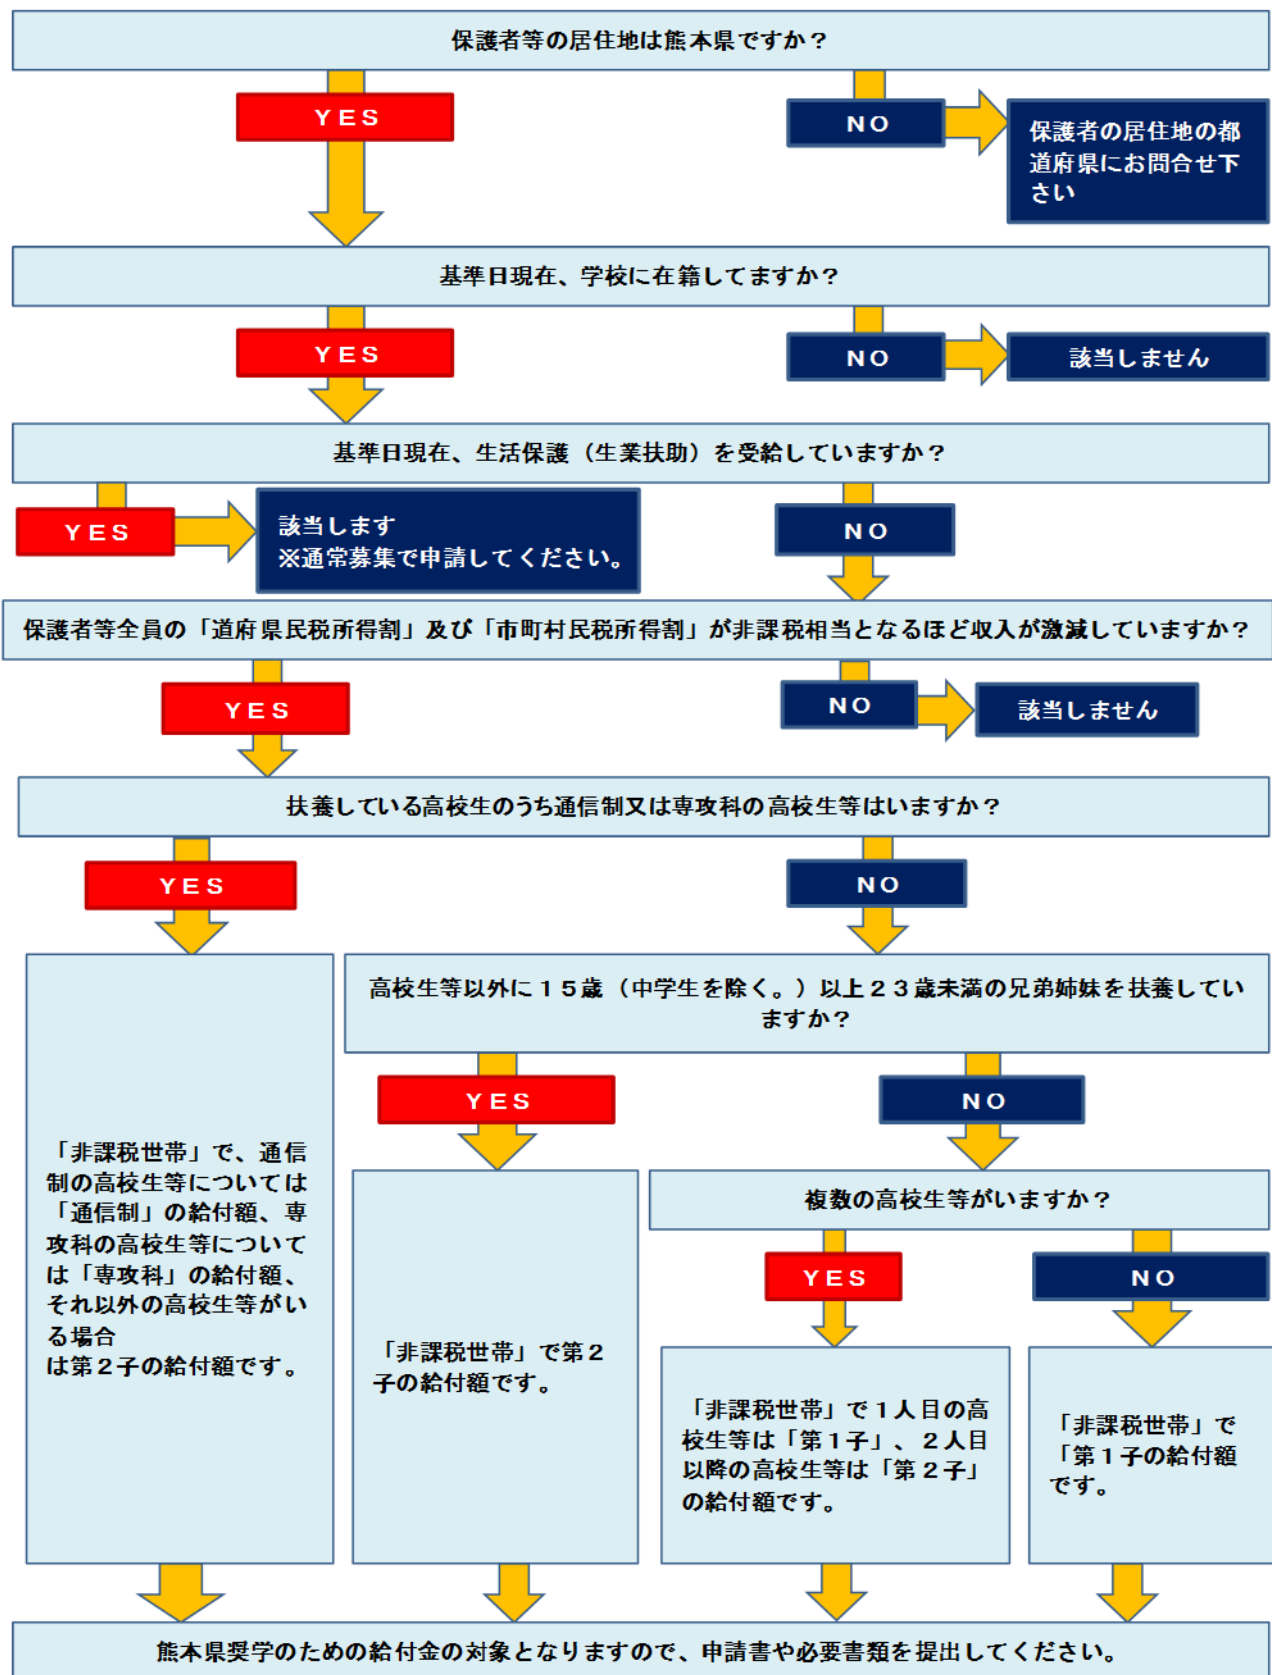 保護者等の居住地は熊本県ですか？
YES
NO
保護者の居住地の都
道府県にお問合せ下
さい
基準日現在、学校に在籍してますか？
YES
NO
該当しません
基準日現在、生活保護（生業扶助）を受給していますか？
YES
該当します
※通常募集で申請してください。
NO
保護者等全員の「道府県民税所得割」及び「市町村民税所得割」が非課税相当となるほど収入が激減していますか？
YES
NO
該当しません
扶養している高校生のうち通信制又は専攻科の高校生等はいますか？
YES
NO
「非課税世帯」で、通信
制の高校生等については
「通信制」の給付額、専
攻科の高校生等について
は「専攻科」の給付額、
それ以外の高校生等がい
る場合
は第２子の給付額です。
高校生等以外に１５歳（中学生を除く。）以上２３歳未満の兄弟姉妹を扶養してい
ますか？
YES
NO
「非課税世帯」で第２
子の給付額です。
複数の高校生等がいますか？
YES
NO
「非課税世帯」で１人目の高
校生等は「第１子」、２人目
以降の高校生等は「第２子」
の給付額です。
「非課税世帯」で
「第１子の給付額
です。
熊本県奨学のための給付金の対象となりますので、申請書や必要書類を提出してください。